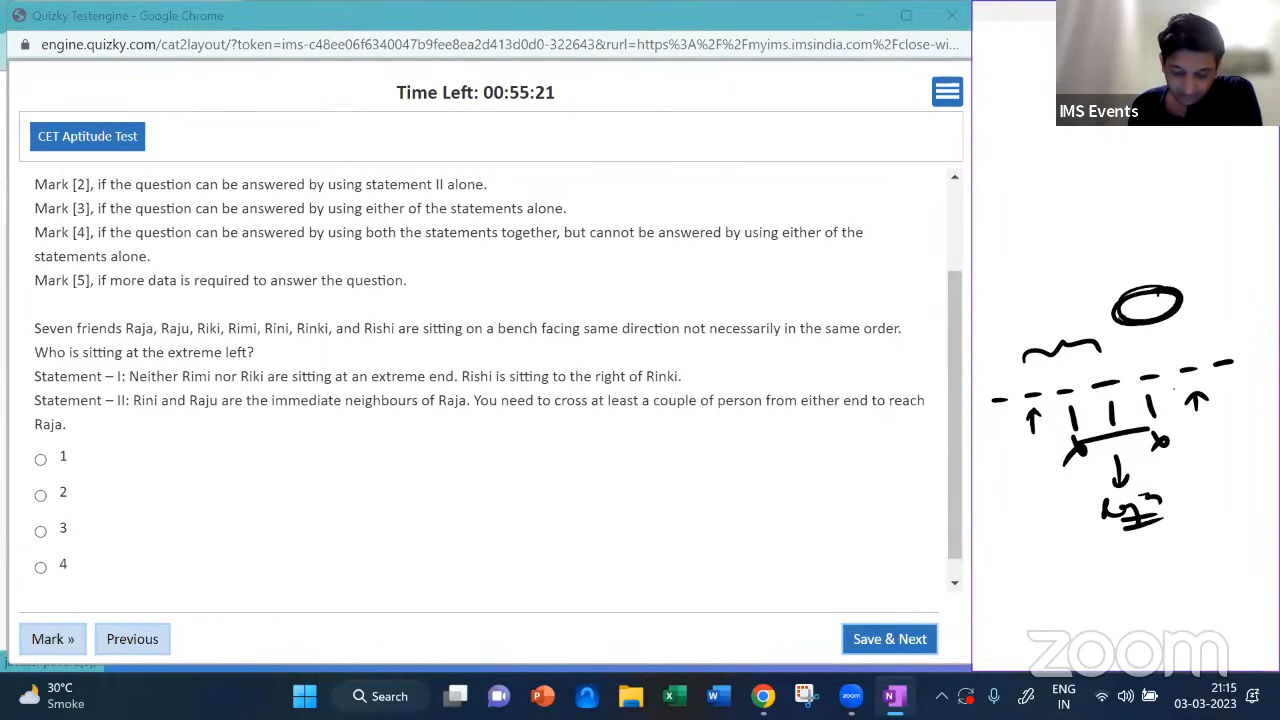 Quizky Testengine - Google Chrome
engine.quizky.com/cat2layout/?token=ims-c48ee06f6340047b9fee8ea2d413d0d0-322643&rurl=https%3A%2F%2Fmyims.imsindia.com%2Fclose-wi...
Time Left: 00:55:21
IMS Events
CET Aptitude Test
Mark [2], if the question can be answered by using statement II alone.
Mark [3], if the question can be answered by using either of the statements alone.
Mark [4], if the question can be answered by using both the statements together, but cannot be answered by using either of the
statements alone.
Mark [5], if more data is required to answer the question.
Seven friends Raja, Raju, Riki, Rimi, Rini, Rinki, and Rishi are sitting on a bench facing same direction not necessarily in the same order.
Who is sitting at the extreme left?
Statement – I: Neither Rimi nor Riki are sitting at an extreme end. Rishi is sitting to the right of Rinki.
Statement – II: Rini and Raju are the immediate neighbours of Raja. You need to cross at least a couple of person from either end to reach
Raja.
1
2
3
4
Mark »
Previous
Save & Next
zoom
30°C
Smoke
Search
ENG
IN
21:15
03-03-2023